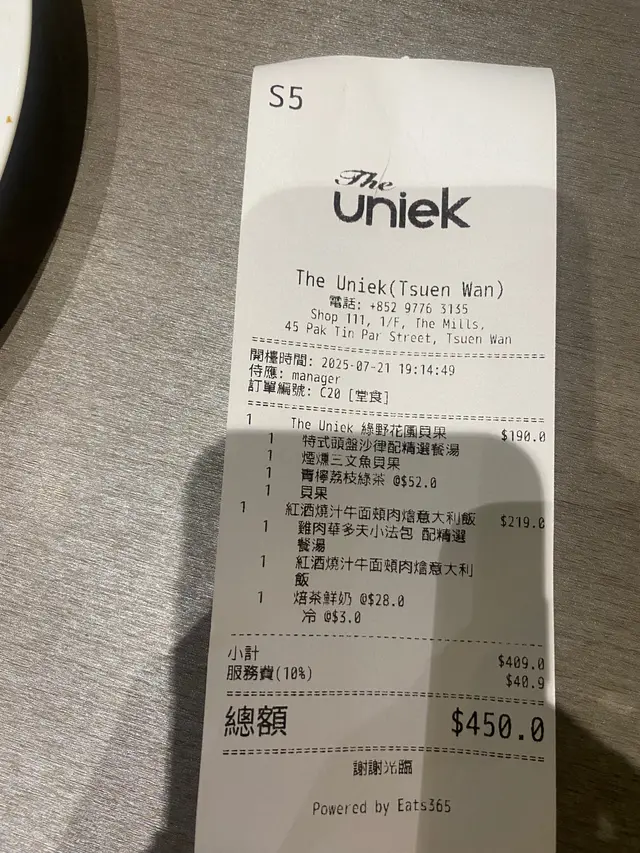 S5
The
uniek
The Uniek(Tsuen Wan)
電話: +852 9776 3135
Shop 111, 1/F, The Mills,
45 Pak Tin Par Street, Tsuen Wan
開檯時間: 2025-07-21 19:14:49
侍應: manager
訂單編號: C20 [堂食]
1 The Uniek 綠野花園貝果 $190.0
1 特式頭盤沙律配精選餐湯
1 煙燻三文魚貝果
1 青檸荔枝綠茶 @$52.0
1 貝果
1 紅酒燒汁牛面頰肉燴意大利飯 $219.0
1 雞肉華多夫小法包 配精選
餐湯
1 紅酒燒汁牛面頰肉燴意大利
飯
1 焙茶鮮奶 @$28.0
冷 @$3.0
小計 $409.0
服務費(10%) $40.9
總額 $450.0
謝謝光臨
Powered by Eats365